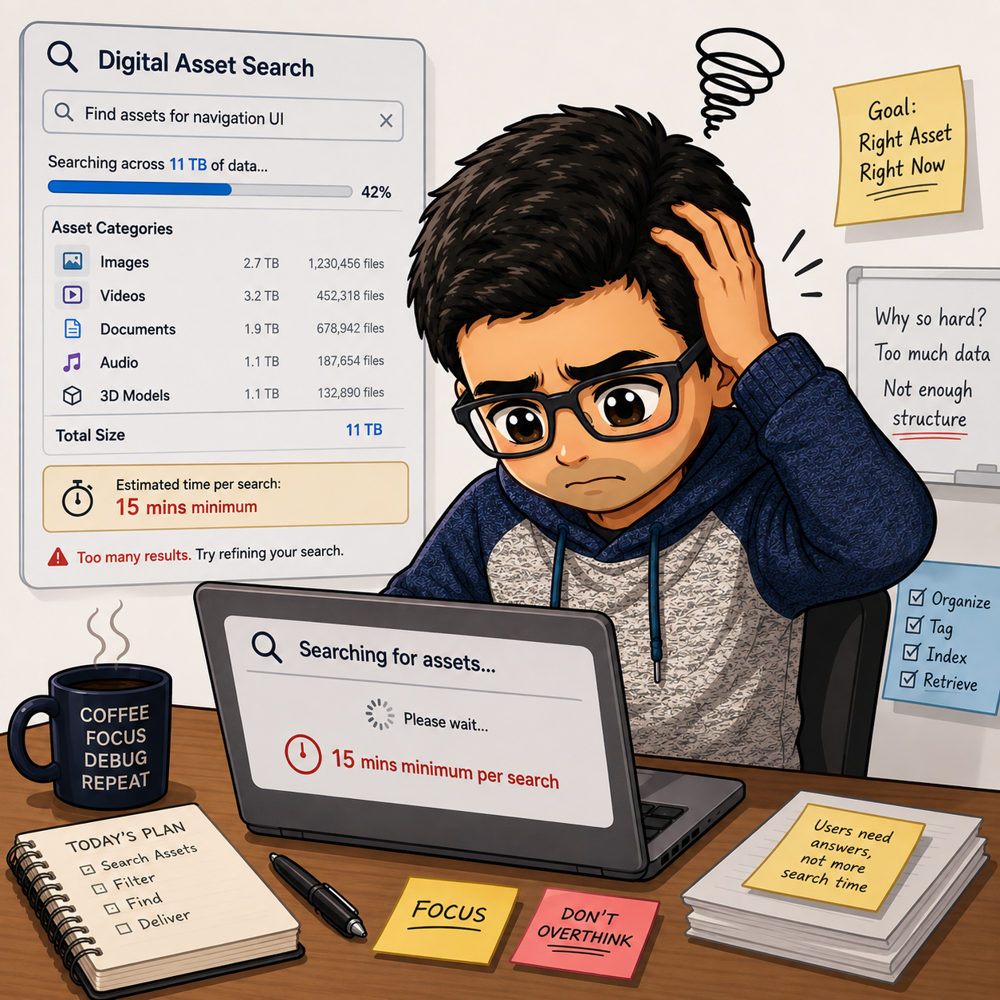 Digital Asset Search
Find assets for navigation UI
Searching across 11 TB of data...
42%
Asset Categories
Images 2.7 TB 1,230,456 files
Videos 3.2 TB 452,318 files
Documents 1.9 TB 678,942 files
Audio 1.1 TB 187,654 files
3D Models 1.1 TB 132,890 files
Total Size 11 TB
Estimated time per search:
15 mins minimum
Too many results. Try refining your search.
Goal:
Right Asset
Right Now
Why so hard?
Too much data
Not enough
structure
Organize
Tag
Index
Retrieve
Searching for assets...
Please wait...
15 mins minimum per search
COFFEE
FOCUS
DEBUG
REPEAT
TODAY'S PLAN
Search Assets
Filter
Find
Deliver
FOCUS
DON'T
OVERTHINK
Users need
answers,
not more
search time